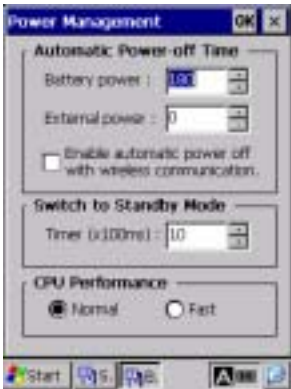 Power Management OK ×
Automatic Power-off Time
Battery power : 180
External power : 0
Enable automatic power off
with wireless communication.
Switch to Standby Mode
Timer (x100ms) : 10
CPU Performance
Normal Fast
Start S. A